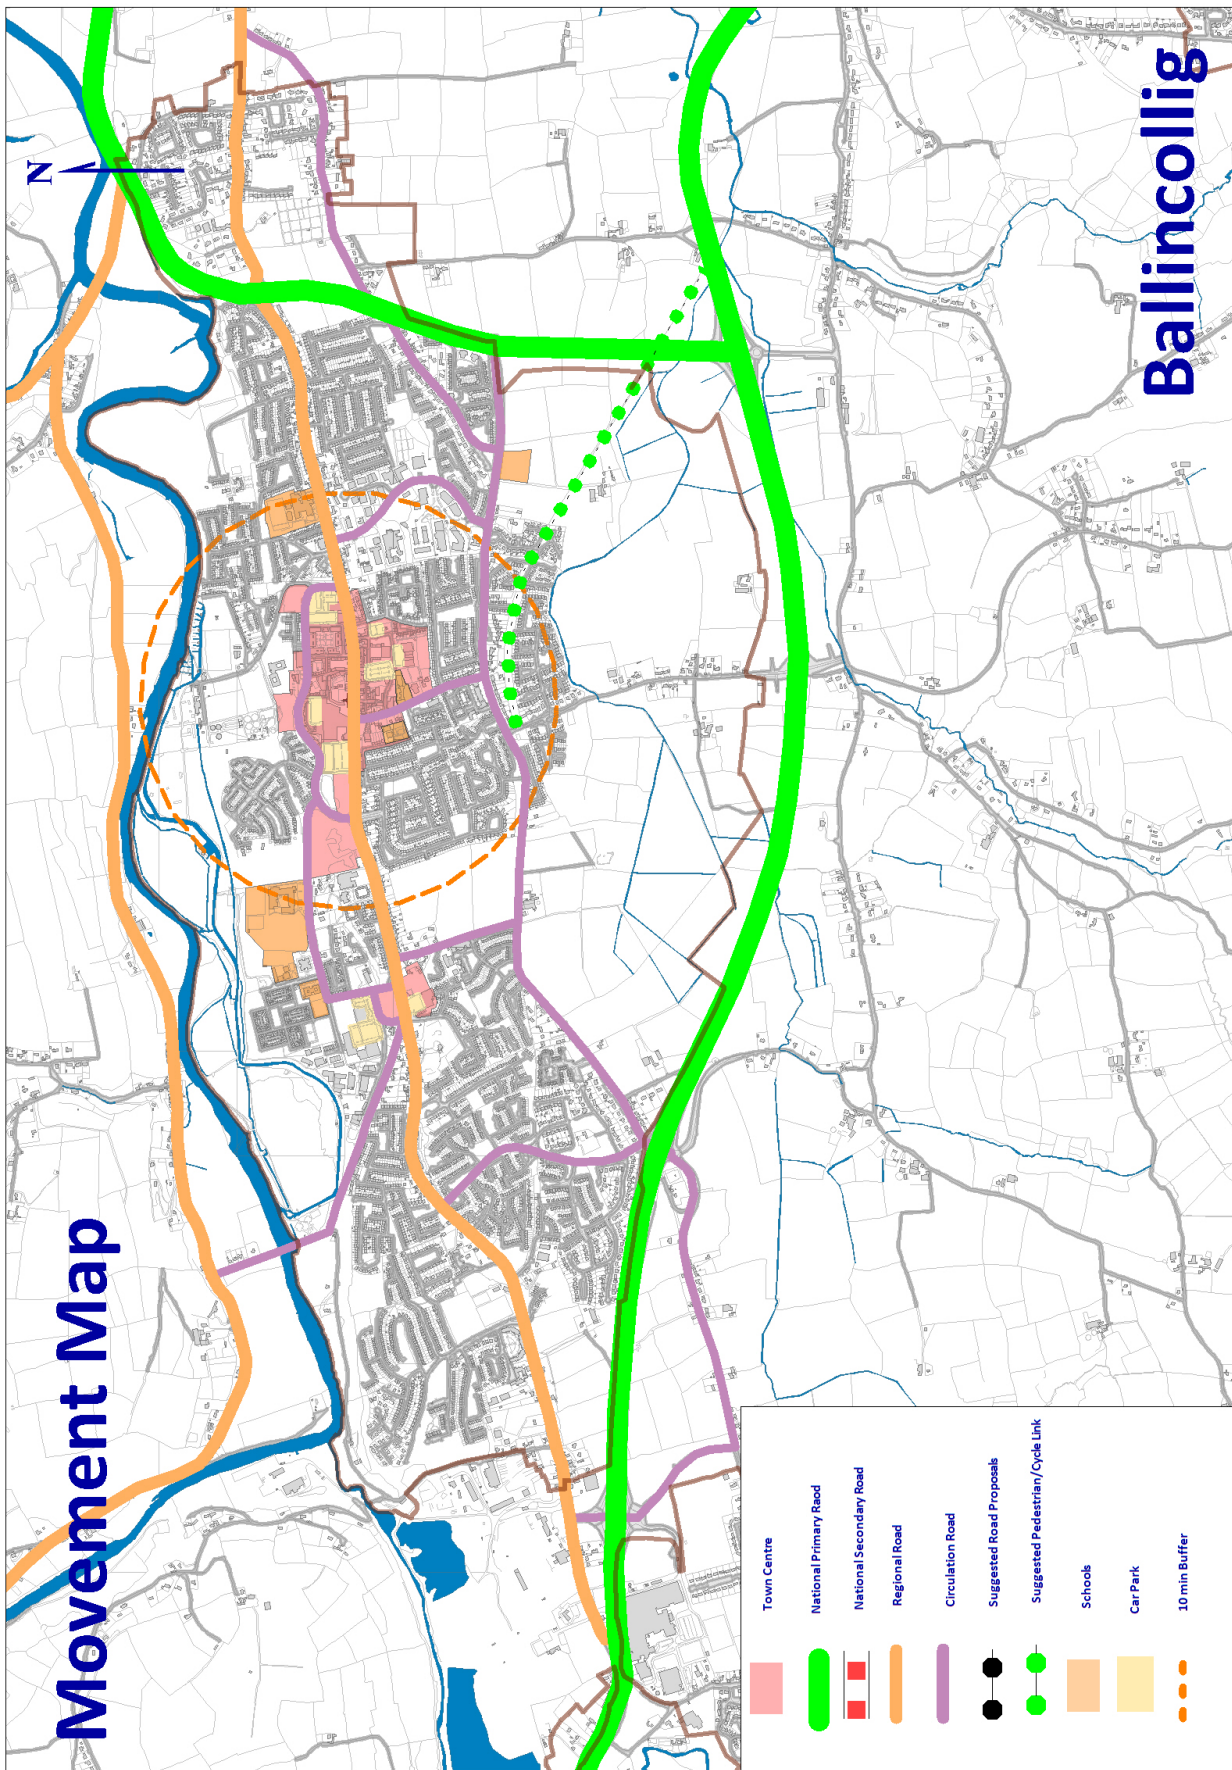 Movement Map
N
Ballincollig
Town Centre
National Primary Raod
National Secondary Road
Regional Road
Circulation Road
Suggested Road Proposals
Suggested Pedestrian/Cycle Link
Schools
Car Park
10 min Buffer